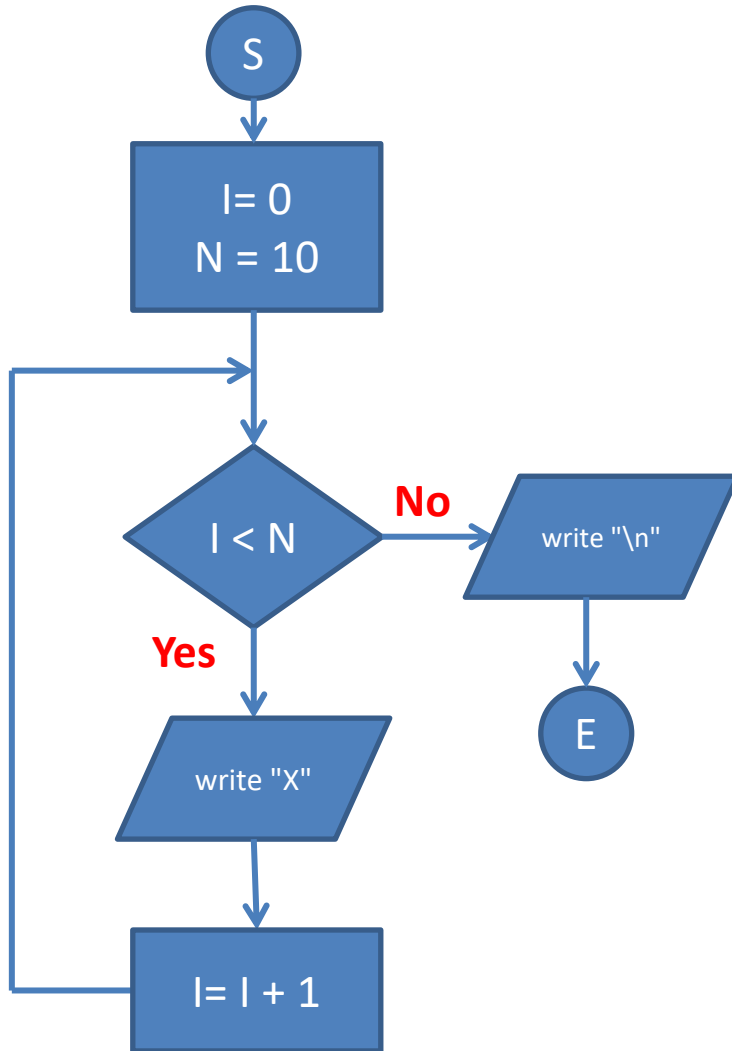 S
I= 0
N = 10
I < N
No
write "\n"
Yes
E
write "X"
I= I + 1